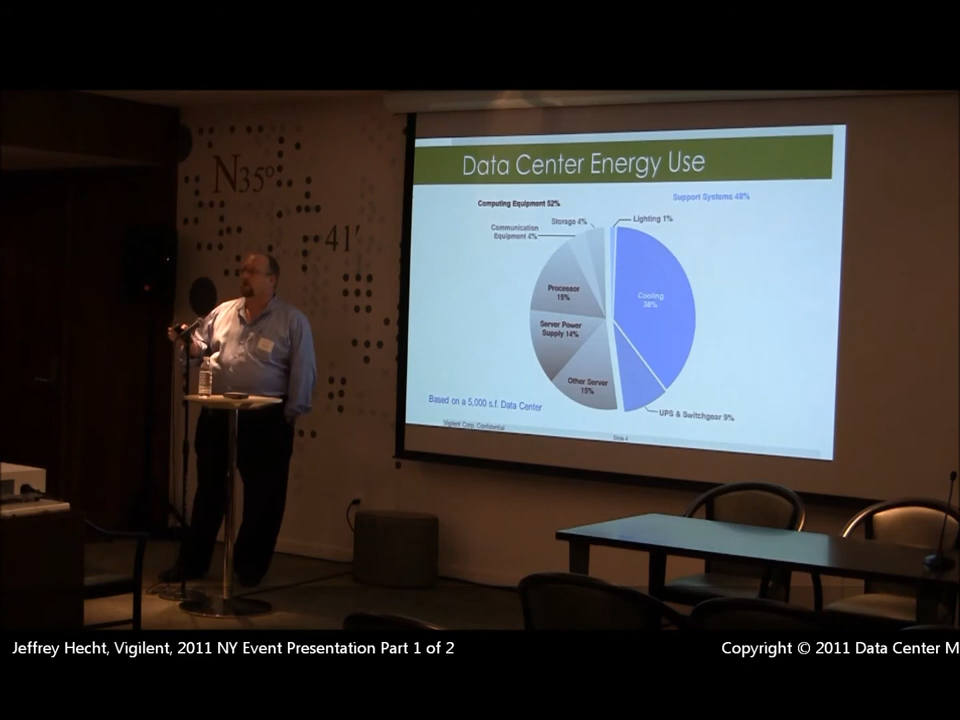 N35°
41'
Data Center Energy Use
Computing Equipment 52%
Support Systems 48%
Storage 4%
Lighting 1%
Communication
Equipment 4%
Processor
15%
Cooling
38%
Server Power
Supply 14%
Other Server
15%
UPS & Switchgear 9%
Based on a 5,000 s.f. Data Center
Vigilent Corp. Confidential
Slide 4
Jeffrey Hecht, Vigilent, 2011 NY Event Presentation Part 1 of 2
Copyright © 2011 Data Center M